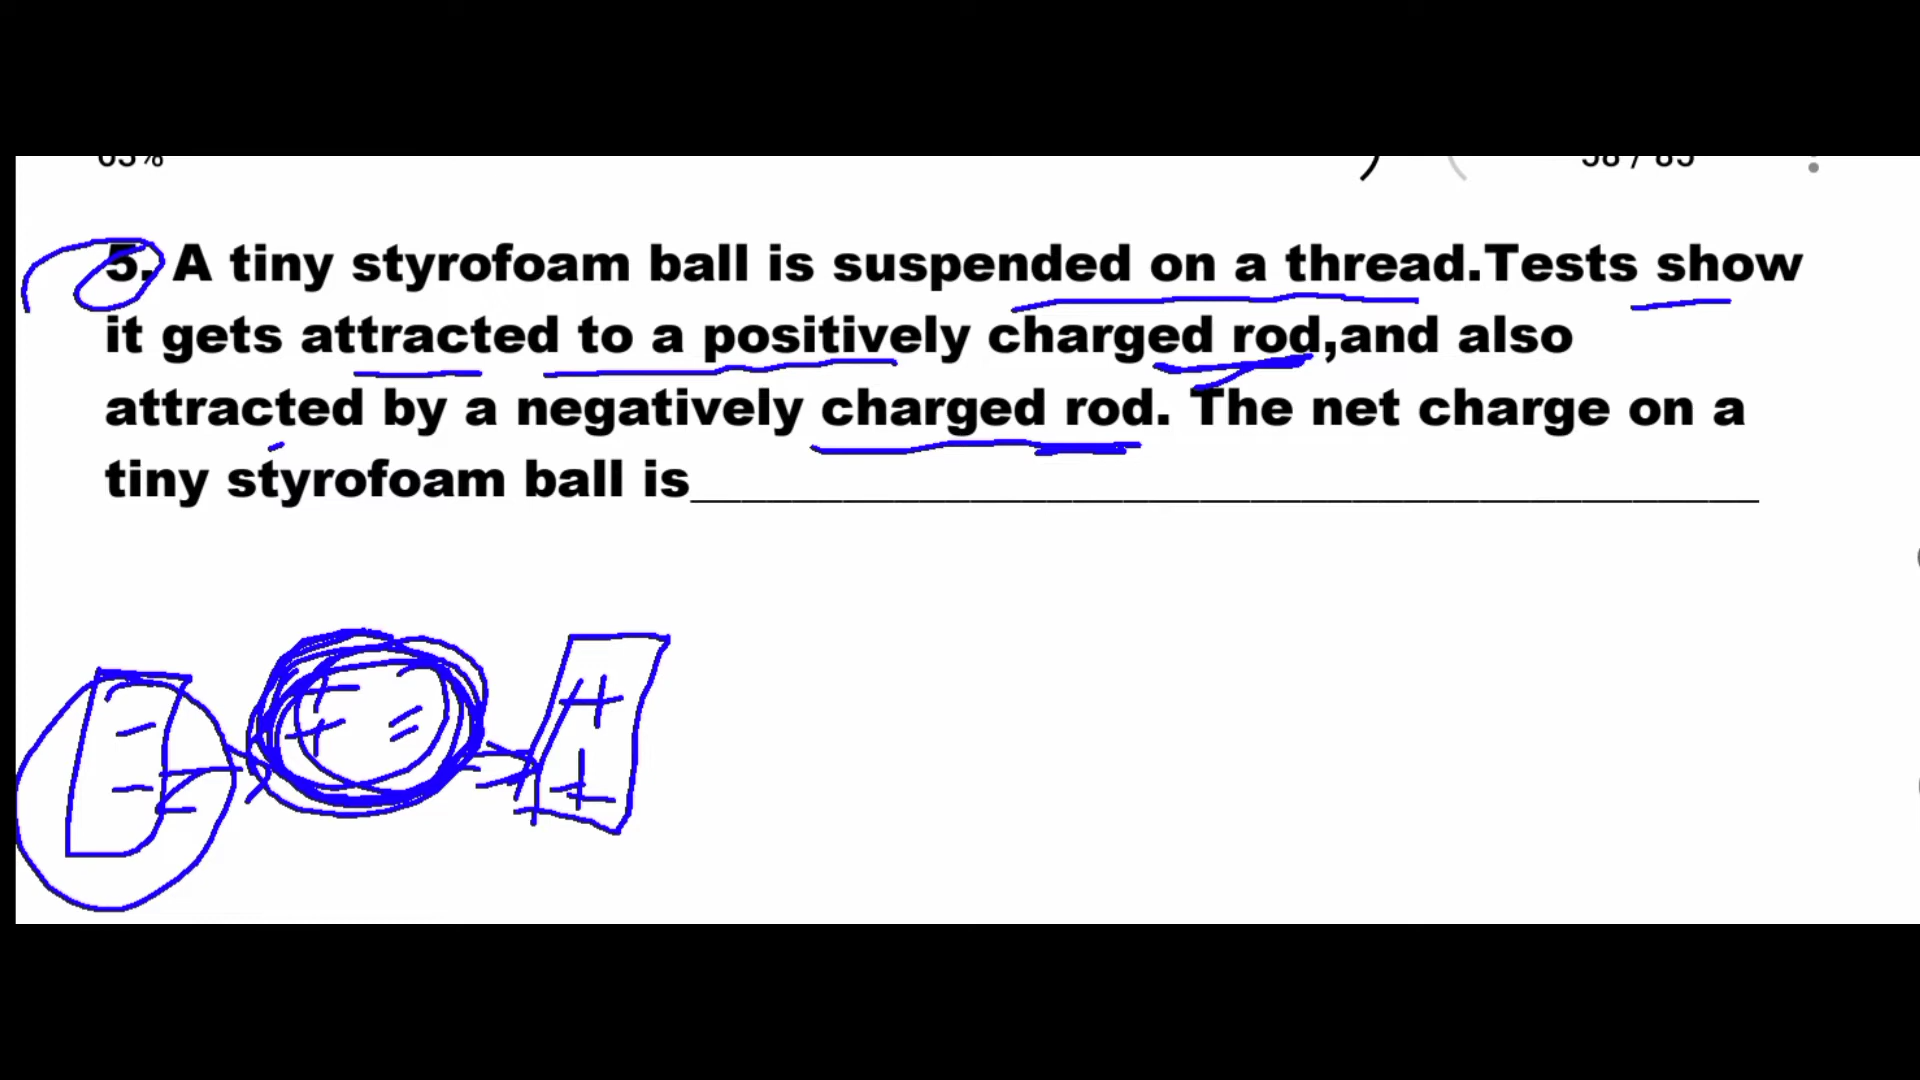 5. A tiny styrofoam ball is suspended on a thread.Tests show
it gets attracted to a positively charged rod,and also
attracted by a negatively charged rod. The net charge on a
tiny styrofoam ball is___________________________
- + - +
- + = +